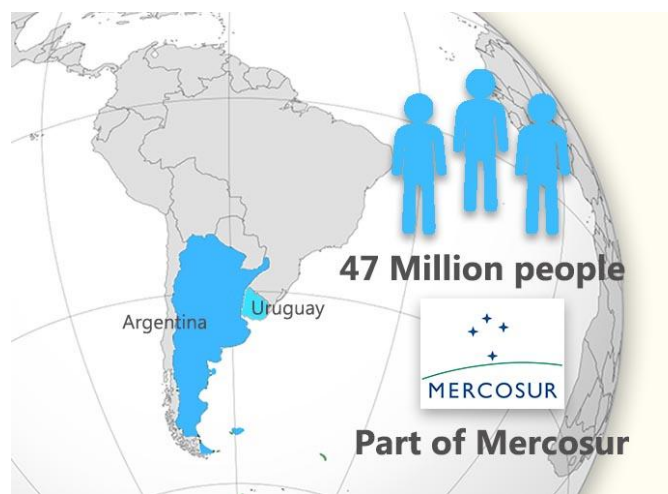 47 Million people
Uruguay
Argentina
MERCOSUR
Part of Mercosur